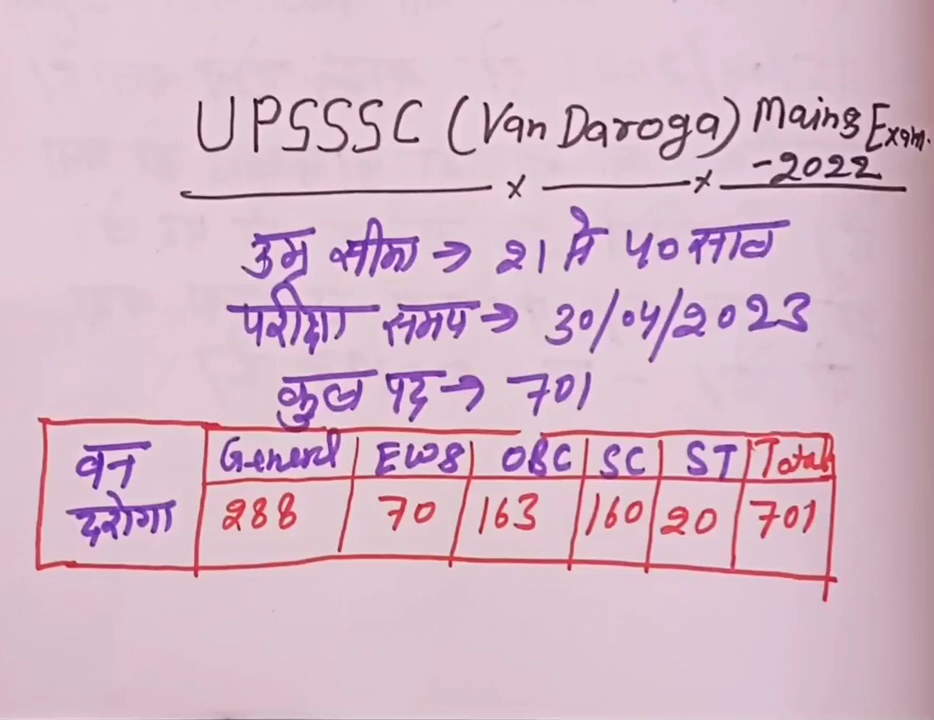 UPSSSC (Van Daroga) Mains Exam.
-2022
उम्र सीमा → 21 से 40 साल
परीक्षा समय → 30/04/2023
कुल पद → 701
वन दरोगा
General EWS OBC SC ST Total
288 70 163 160 20 701